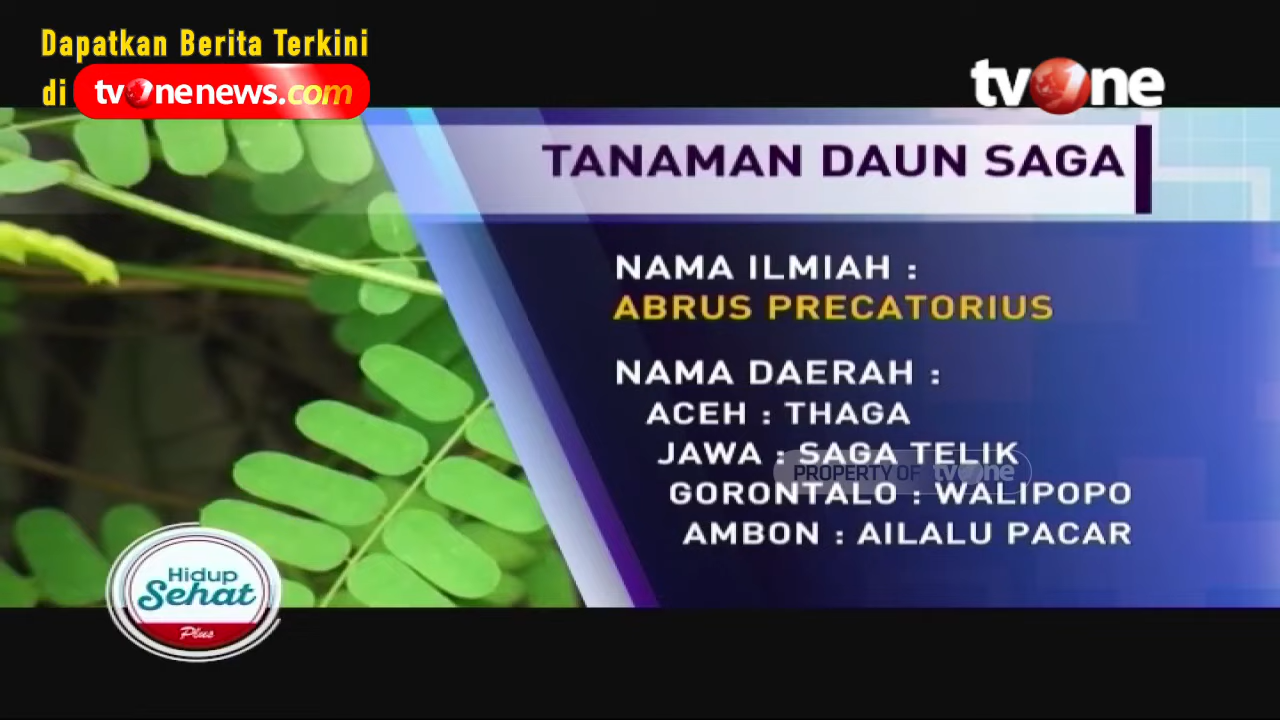 Dapatkan Berita Terkini
di tvOnenews.com
tvOne
TANAMAN DAUN SAGA
NAMA ILMIAH :
ABRUS PRECATORIUS
NAMA DAERAH :
ACEH : THAGA
JAWA : SAGA TELIK
PROPERTY OF tvOne
GORONTALO : WALIPOPO
AMBON : AILALU PACAR
Hidup
Sehat
Plus